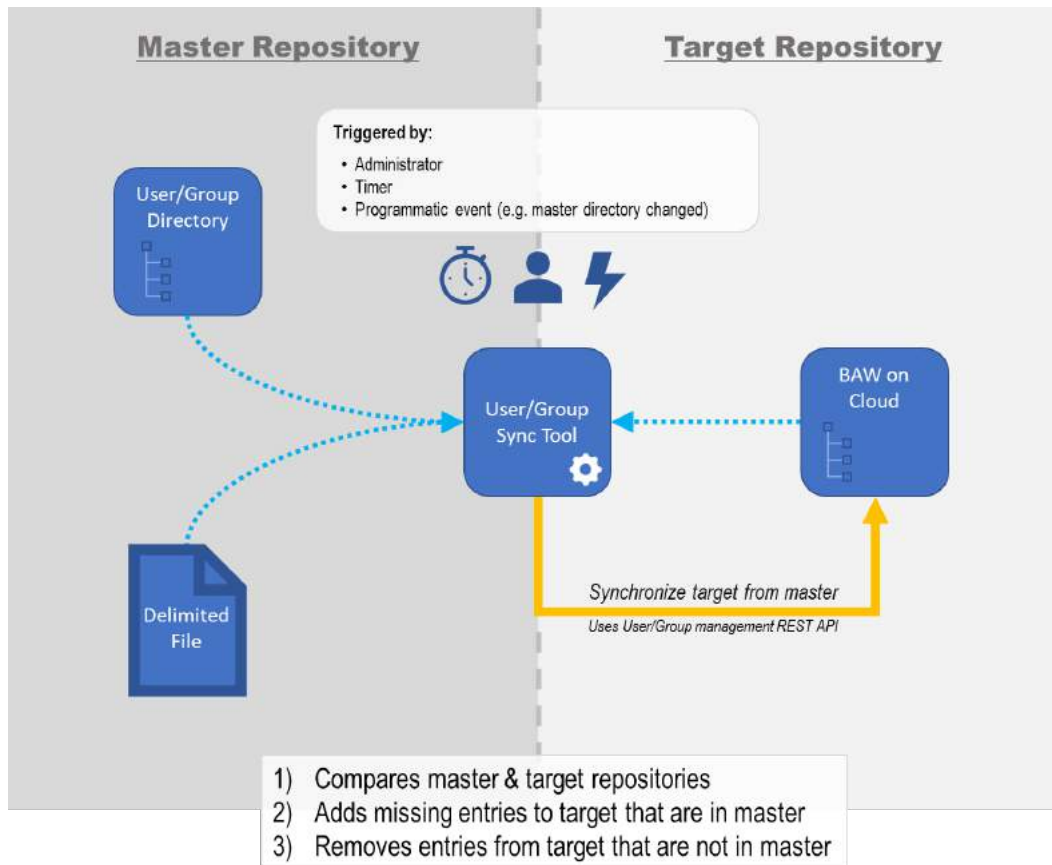 Master Repository
Target Repository
Triggered by:
• Administrator
• Timer
• Programmatic event (e.g. master directory changed)
User/Group
Directory
User/Group
Sync Tool
BAW on
Cloud
Delimited
File
Synchronize target from master
Uses User/Group management REST API
1) Compares master & target repositories
2) Adds missing entries to target that are in master
3) Removes entries from target that are not in master